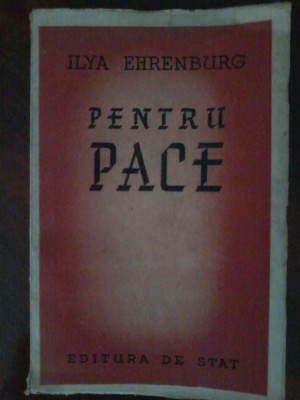 ILYA EHRENBURG
PENTRU
PACE
EDITURA DE STAT